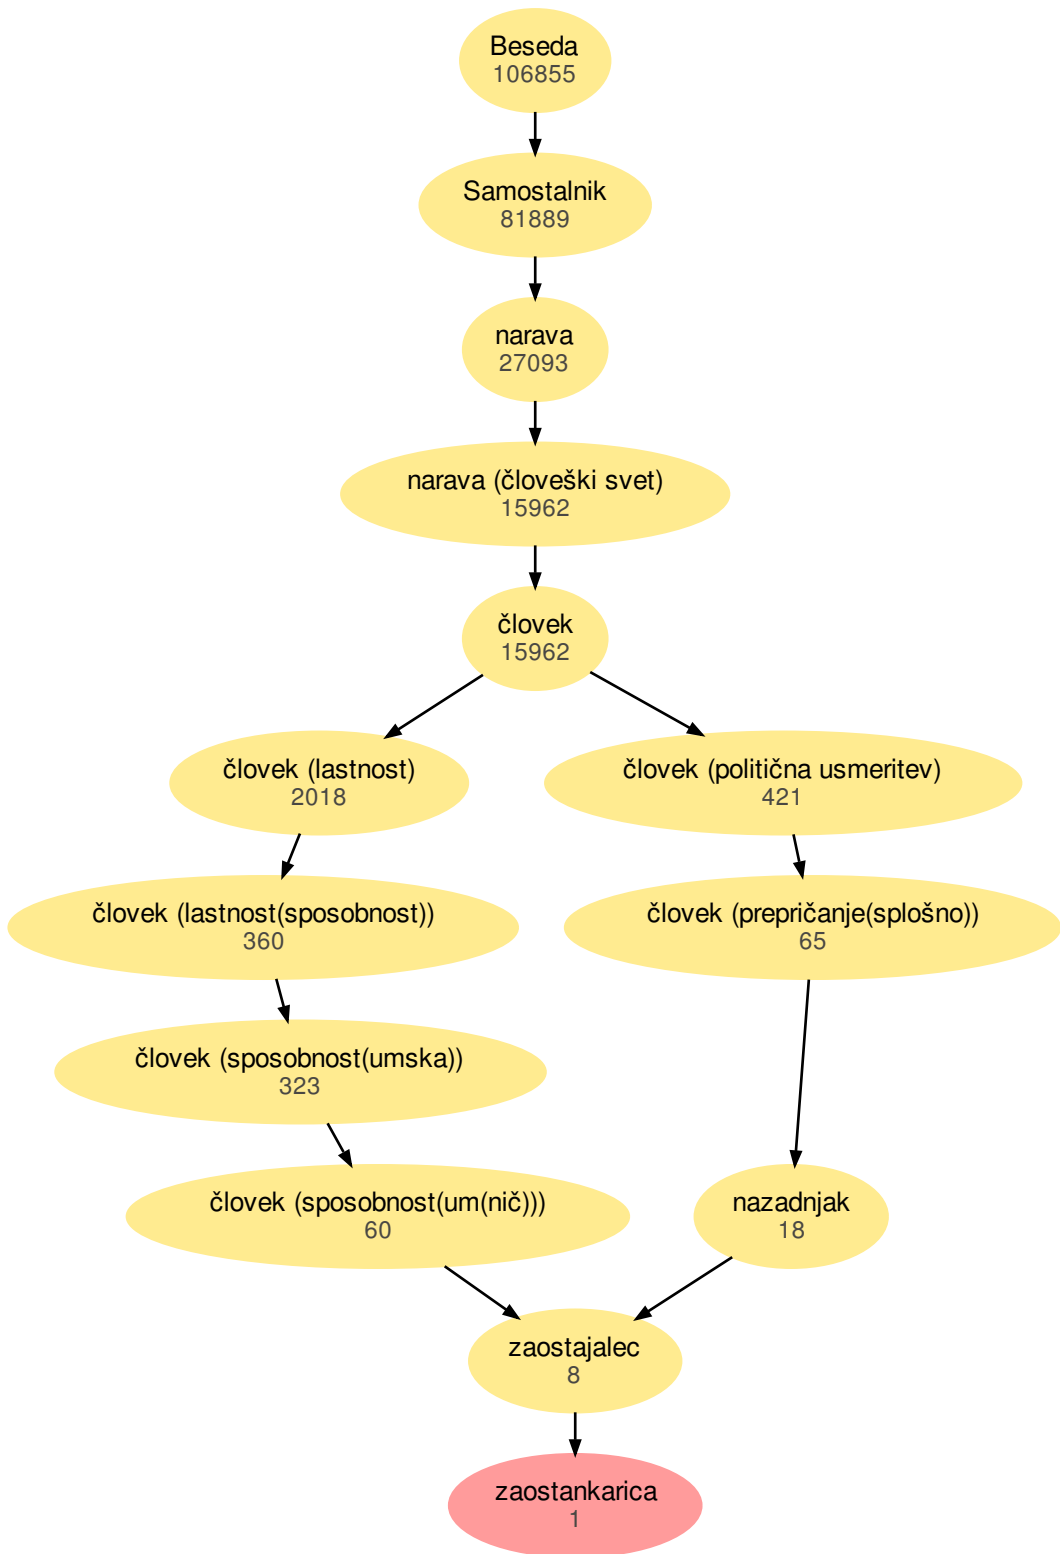 Beseda
106855
Samostalnik
81889
narava
27093
narava (človeški svet)
15962
človek
15962
človek (lastnost)
2018
človek (politična usmeritev)
421
človek (lastnost(sposobnost))
360
človek (prepričanje(splošno))
65
človek (sposobnost(umska))
323
človek (sposobnost(um(nič)))
60
nazadnjak
18
zaostajalec
8
zaostankarica
1